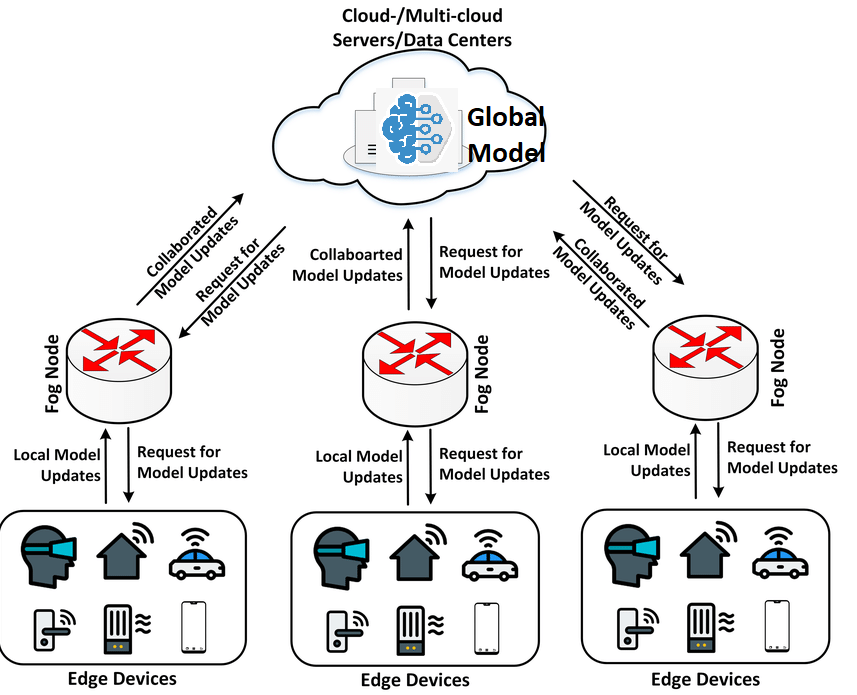 Cloud-/Multi-cloud
Servers/Data Centers
Global
Model
Collaborated
Model Updates
Request for
Model Updates
Collaboarted
Model Updates
Request for
Model Updates
Request for
Model Updates
Collaborated
Model Updates
Fog Node
Fog Node
Fog Node
Local Model
Updates
Request for
Model Updates
Local Model
Updates
Request for
Model Updates
Local Model
Updates
Request for
Model Updates
Edge Devices
Edge Devices
Edge Devices